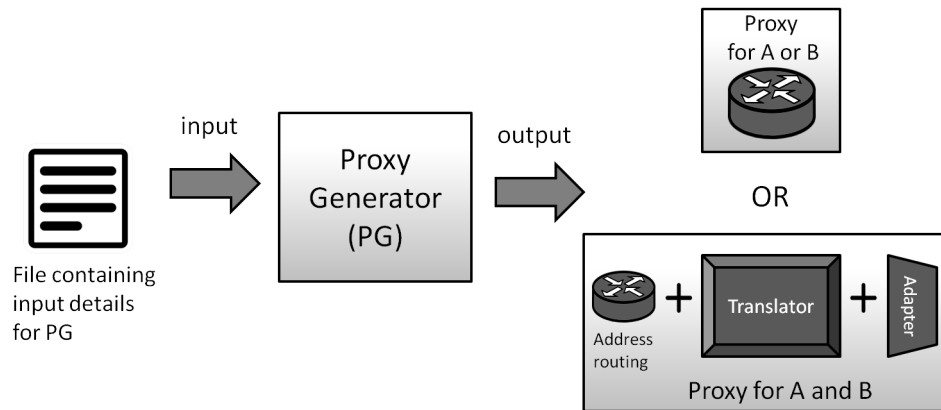 File containing
input details
for PG
input
Proxy
Generator
(PG)
output
Proxy
for A or B
OR
Address
routing
+
Translator
+
Adapter
Proxy for A and B